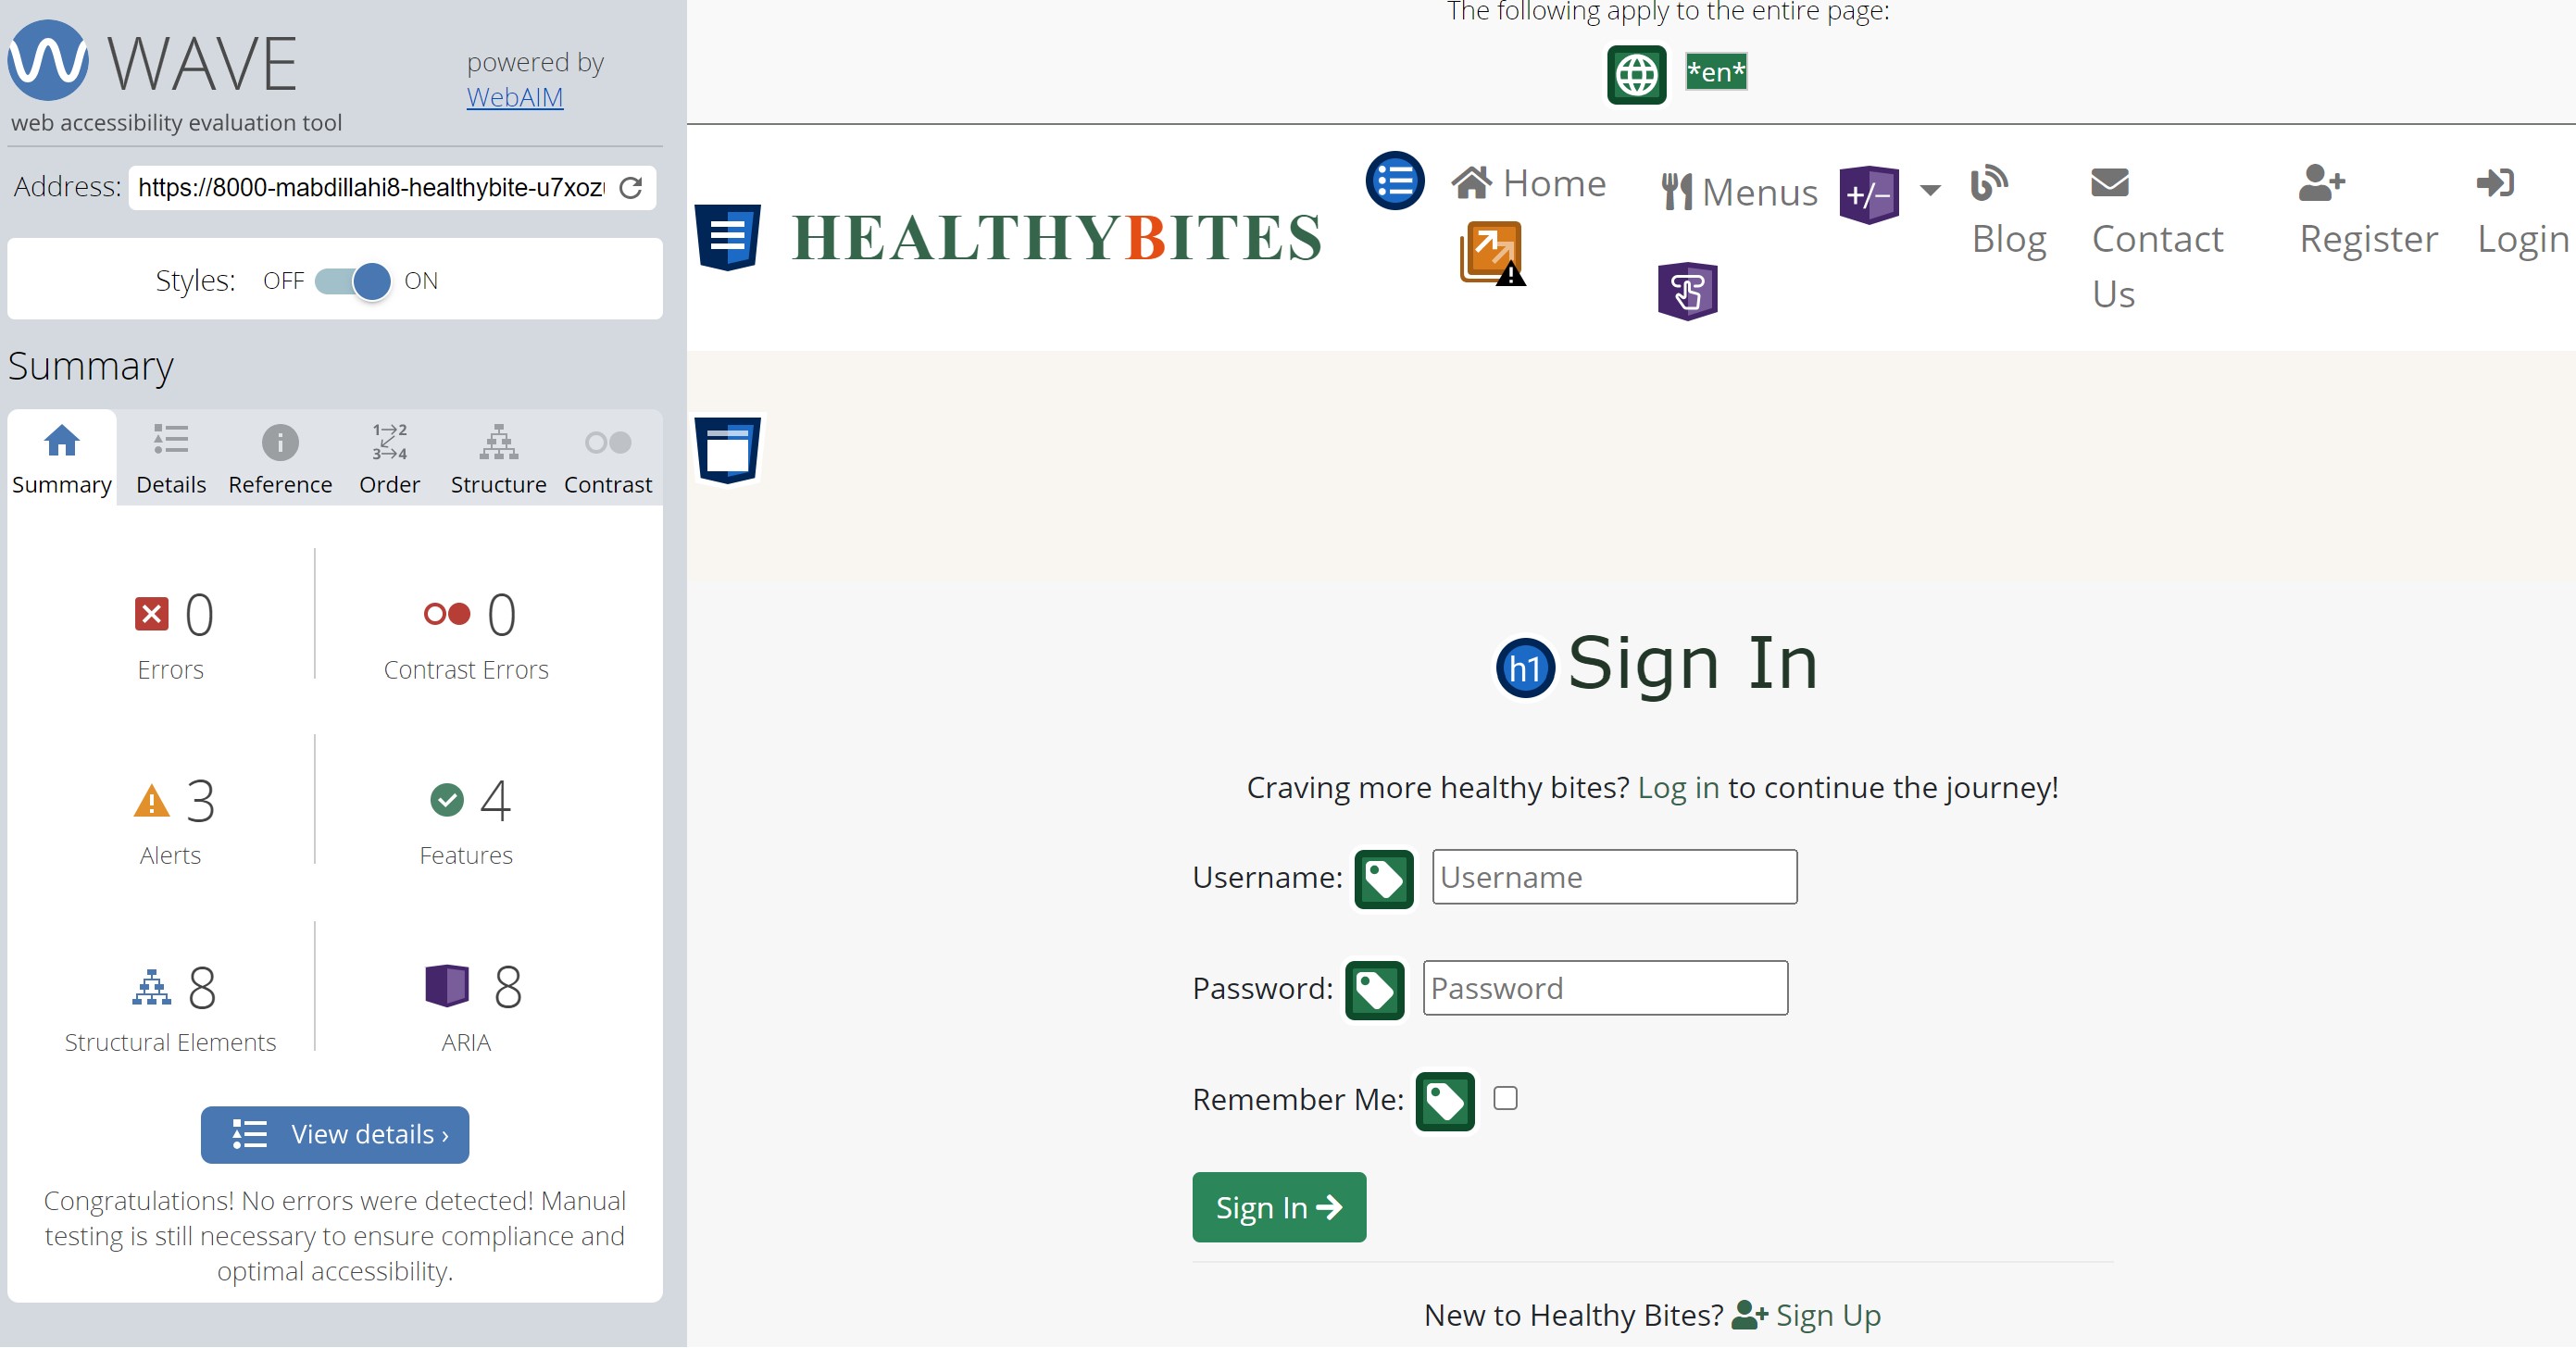 WAVE
powered by
WebAIM
web accessibility evaluation tool
Address: https://8000-mabdillahi8-healthybite-u7xoz
Styles: OFF ON
Summary
Summary Details Reference Order Structure Contrast
1→2
3→4
0 0
Errors Contrast Errors
3 4
Alerts Features
8 8
Structural Elements ARIA
View details ›
Congratulations! No errors were detected! Manual
testing is still necessary to ensure compliance and
optimal accessibility.
The following apply to the entire page:
*en*
HEALTHYBITES
Home Menus +/- Blog Contact Us Register Login
h1 Sign In
Craving more healthy bites? Log in to continue the journey!
Username: Username
Password: Password
Remember Me:
Sign In
New to Healthy Bites? Sign Up